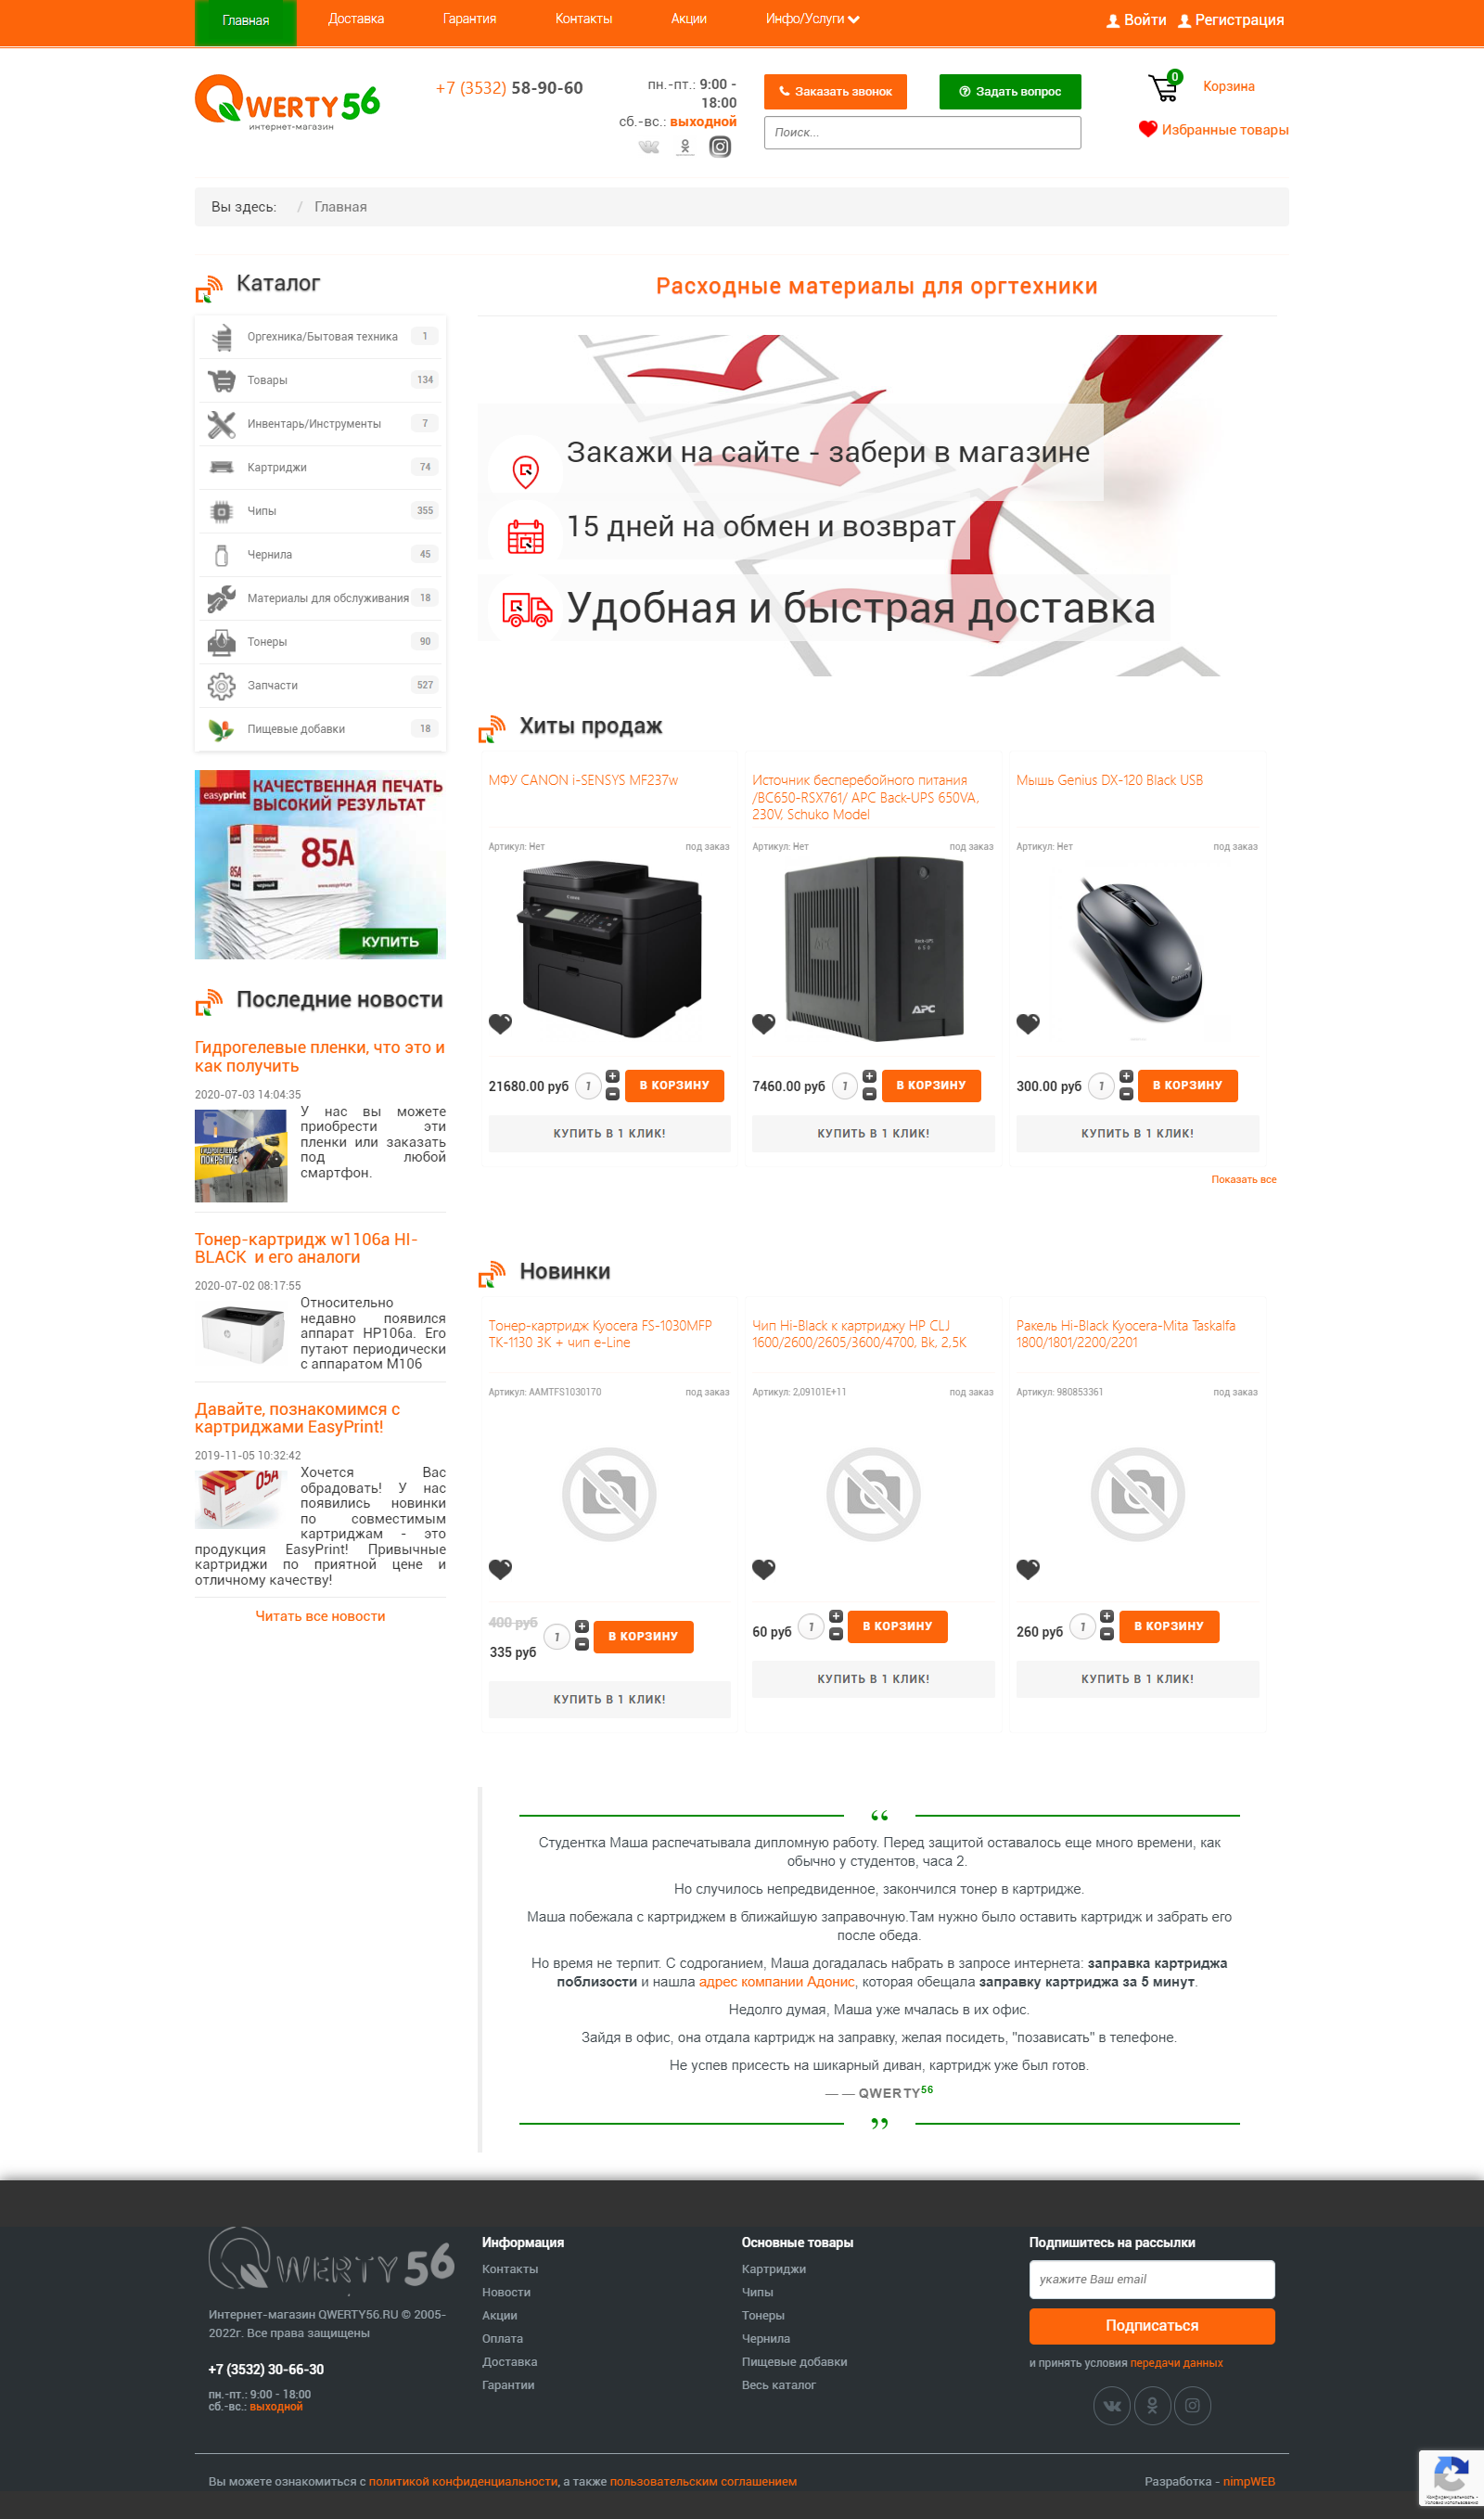 Главная
Доставка
Гарантия
Контакты
Акции
Инфо/Услуги
Войти
Регистрация
QWERTY56
интернет-магазин
+7 (3532) 58-90-60
пн.-пт.: 9:00 -
18:00
сб.-вс.: выходной
Заказать звонок
Задать вопрос
Поиск...
0
Корзина
Избранные товары
Вы здесь: / Главная
Каталог
Оргехника/Бытовая техника 1
Товары 134
Инвентарь/Инструменты 7
Картриджи 74
Чипы 355
Чернила 45
Материалы для обслуживания 18
Тонеры 90
Запчасти 527
Пищевые добавки 18
easyprint
КАЧЕСТВЕННАЯ ПЕЧАТЬ
ВЫСОКИЙ РЕЗУЛЬТАТ
easyprint
85A
85A
черный
www.easyprint.pro
КУПИТЬ
Последние новости
Гидрогелевые пленки, что это и
как получить
2020-07-03 14:04:35
ГИДРОГЕЛЕВОЕ
ПОКРЫТИЕ
У нас вы можете
приобрести эти
пленки или заказать
под любой
смартфон.
Тонер-картридж w1106a HI-
BLACK и его аналоги
2020-07-02 08:17:55
Относительно
недавно появился
аппарат HP106a. Его
путают периодически
с аппаратом M106
Давайте, познакомимся с
картриджами EasyPrint!
2019-11-05 10:32:42
05A
05A
Хочется Вас
обрадовать! У нас
появились новинки
по совместимым
картриджам - это
продукция EasyPrint! Привычные
картриджи по приятной цене и
отличному качеству!
Читать все новости
Расходные материалы для оргтехники
Закажи на сайте - забери в магазине
15 дней на обмен и возврат
Удобная и быстрая доставка
Хиты продаж
МФУ CANON i-SENSYS MF237w
Артикул: Нет под заказ
Canon
21680.00 руб 1 В КОРЗИНУ
КУПИТЬ В 1 КЛИК!
Источник бесперебойного питания
/BC650-RSX761/ APC Back-UPS 650VA,
230V, Schuko Model
Артикул: Нет под заказ
APC
Back-UPS
650
APC
7460.00 руб 1 В КОРЗИНУ
КУПИТЬ В 1 КЛИК!
Мышь Genius DX-120 Black USB
Артикул: Нет под заказ
Genius
300.00 руб 1 В КОРЗИНУ
КУПИТЬ В 1 КЛИК!
Показать все
Новинки
Тонер-картридж Kyocera FS-1030MFP
TK-1130 3K + чип e-Line
Артикул: AAMTFS1030170 под заказ
400 руб
335 руб 1 В КОРЗИНУ
КУПИТЬ В 1 КЛИК!
Чип Hi-Black к картриджу HP CLJ
1600/2600/2605/3600/4700, Bk, 2,5K
Артикул: 2,09101E+11 под заказ
60 руб 1 В КОРЗИНУ
КУПИТЬ В 1 КЛИК!
Ракель Hi-Black Kyocera-Mita Taskalfa
1800/1801/2200/2201
Артикул: 980853361 под заказ
260 руб 1 В КОРЗИНУ
КУПИТЬ В 1 КЛИК!
“
Студентка Маша распечатывала дипломную работу. Перед защитой оставалось еще много времени, как
обычно у студентов, часа 2.
Но случилось непредвиденное, закончился тонер в картридже.
Маша побежала с картриджем в ближайшую заправочную.Там нужно было оставить картридж и забрать его
после обеда.
Но время не терпит. С содроганием, Маша догадалась набрать в запросе интернета: заправка картриджа
поблизости и нашла адрес компании Адонис, которая обещала заправку картриджа за 5 минут.
Недолго думая, Маша уже мчалась в их офис.
Зайдя в офис, она отдала картридж на заправку, желая посидеть, "позависать" в телефоне.
Не успев присесть на шикарный диван, картридж уже был готов.
— — QWERTY56
”
QWERTY 56
Интернет-магазин QWERTY56.RU © 2005-
2022г. Все права защищены
+7 (3532) 30-66-30
пн.-пт.: 9:00 - 18:00
сб.-вс.: выходной
Информация
Контакты
Новости
Акции
Оплата
Доставка
Гарантии
Основные товары
Картриджи
Чипы
Тонеры
Чернила
Пищевые добавки
Весь каталог
Подпишитесь на рассылки
укажите Ваш email
Подписаться
и принять условия передачи данных
Вы можете ознакомиться с политикой конфиденциальности, а также пользовательским соглашением
Разработка - nimpWEB
Конфиденциальность -
Условия использования